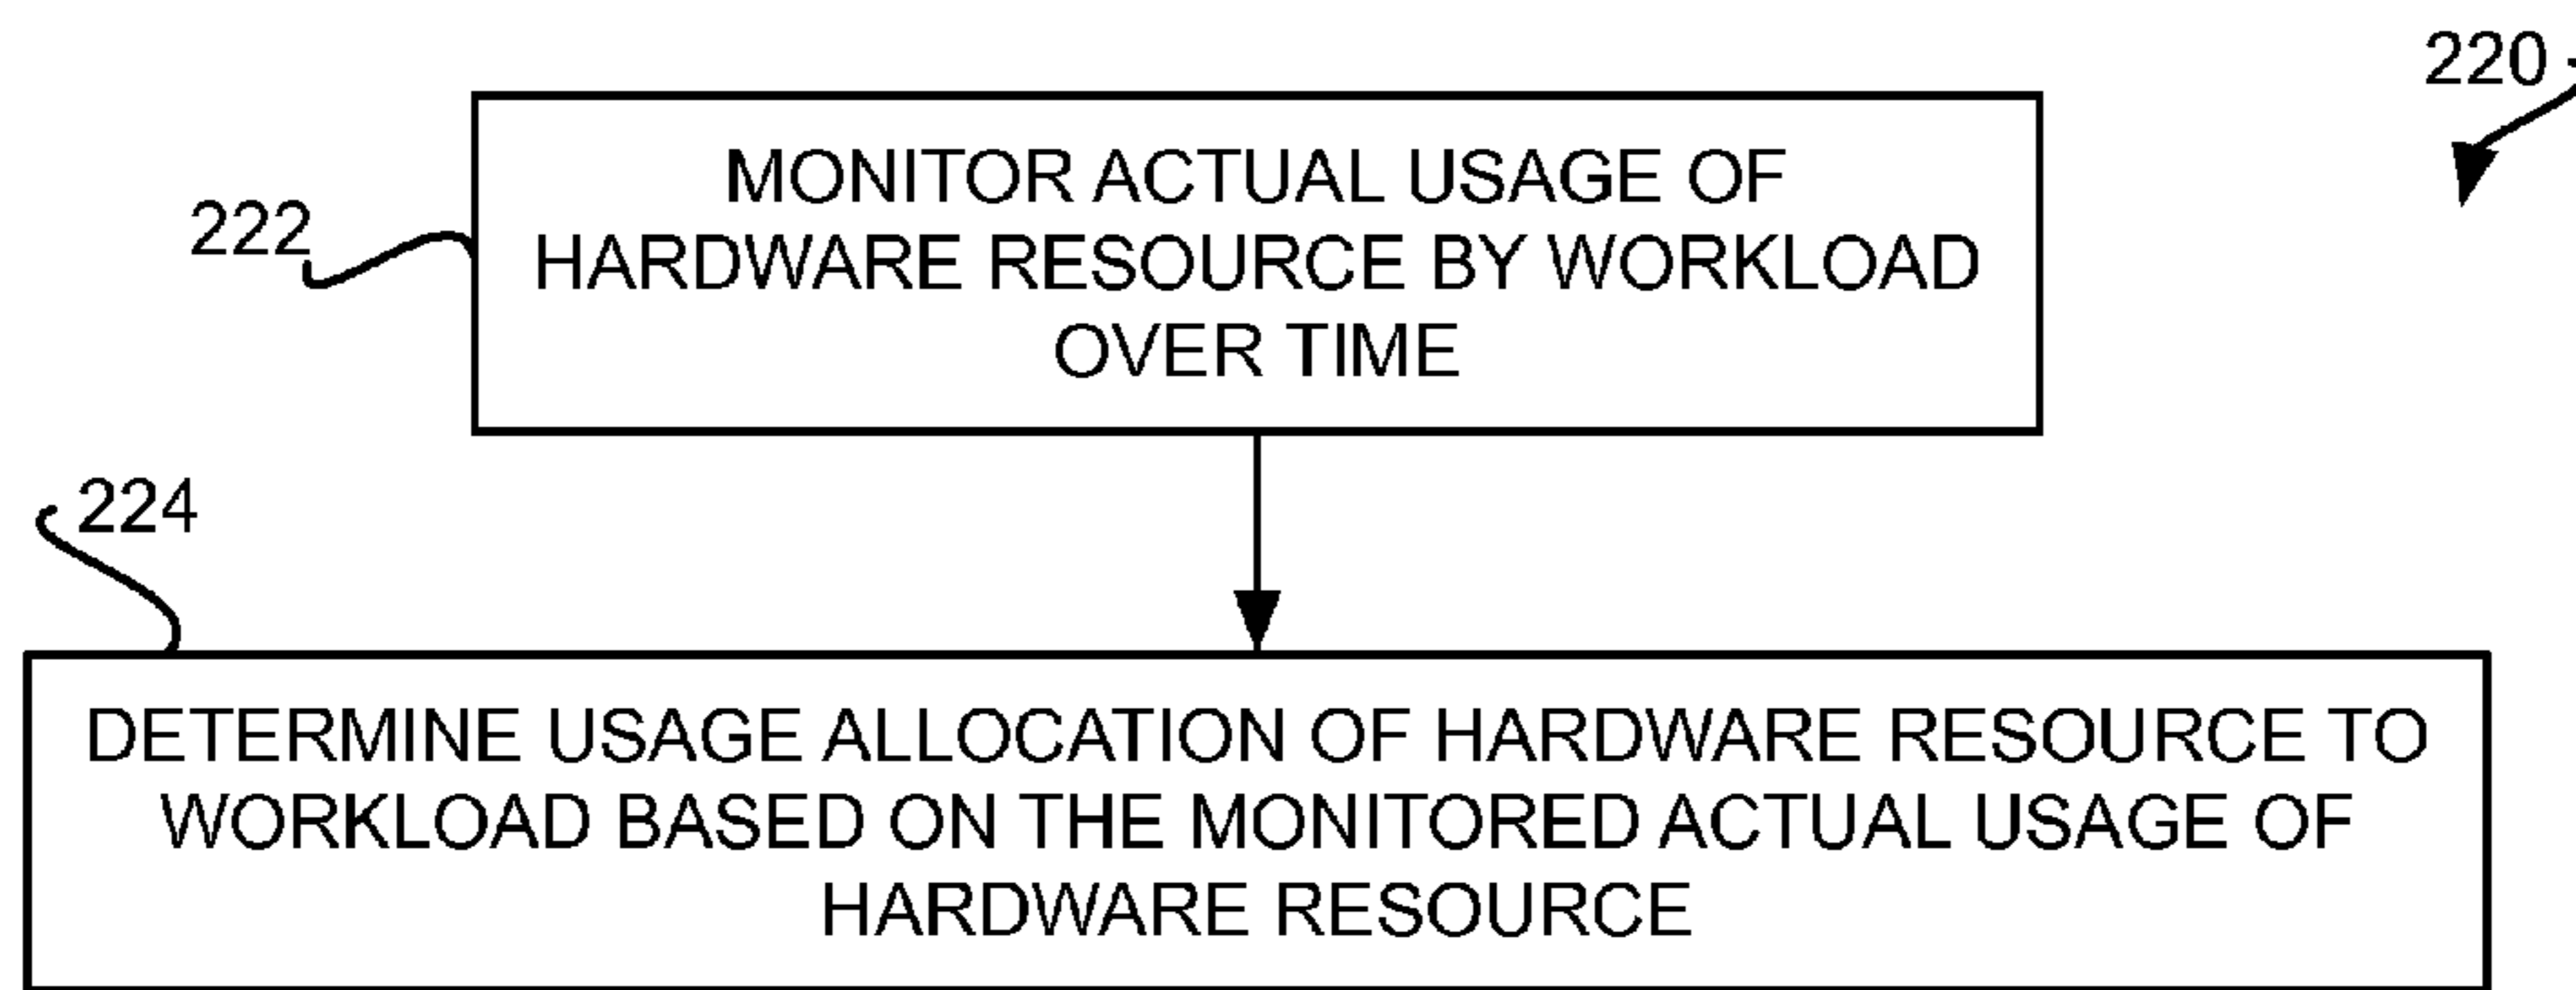 220
MONITOR ACTUAL USAGE OF
HARDWARE RESOURCE BY WORKLOAD
OVER TIME
222
224
DETERMINE USAGE ALLOCATION OF HARDWARE RESOURCE TO
WORKLOAD BASED ON THE MONITORED ACTUAL USAGE OF
HARDWARE RESOURCE